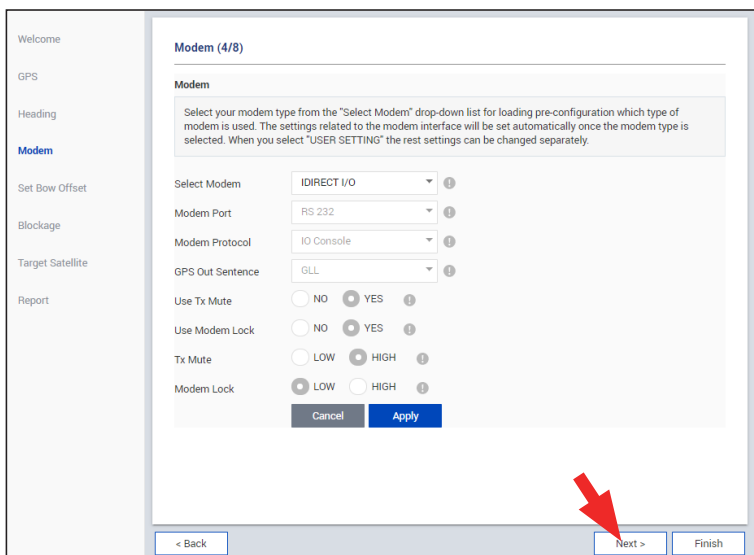 Welcome
GPS
Heading
Modem
Set Bow Offset
Blockage
Target Satellite
Report
Modem (4/8)
Modem
Select your modem type from the "Select Modem" drop-down list for loading pre-configuration which type of
modem is used. The settings related to the modem interface will be set automatically once the modem type is
selected. When you select "USER SETTING" the rest settings can be changed separately.
Select Modem IDIRECT I/O !
Modem Port RS 232 !
Modem Protocol IO Console !
GPS Out Sentence GLL !
Use Tx Mute NO YES !
Use Modem Lock NO YES !
Tx Mute LOW HIGH !
Modem Lock LOW HIGH !
Cancel Apply
< Back Next > Finish